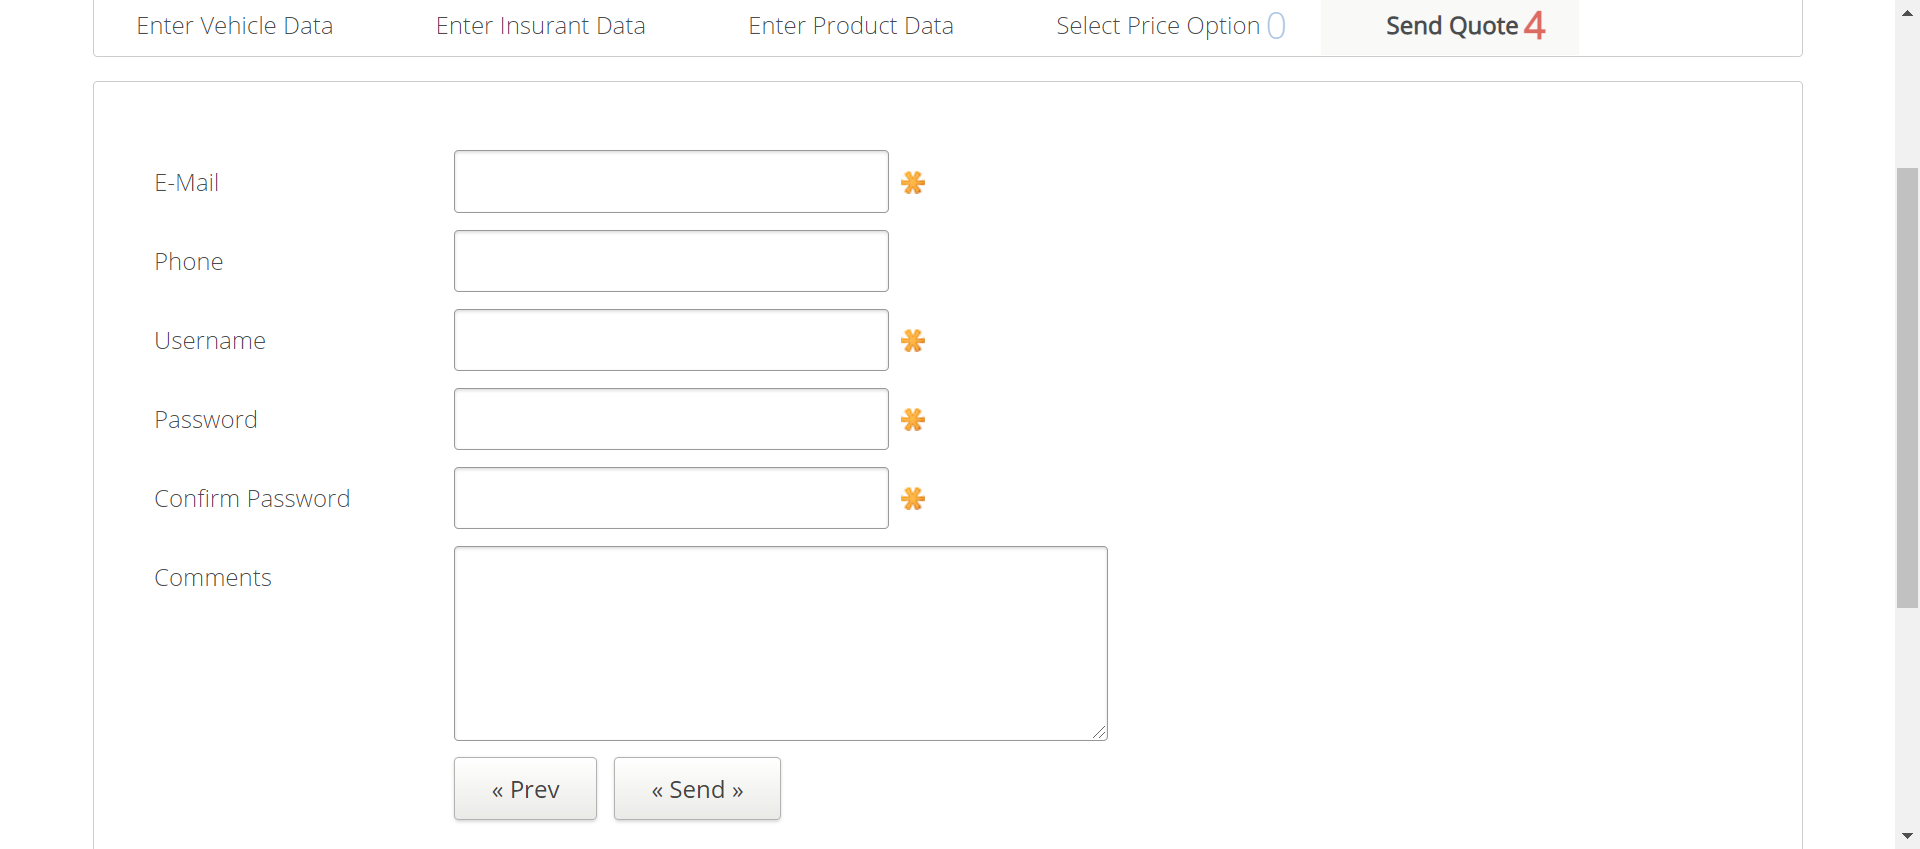 Enter Vehicle Data Enter Insurant Data Enter Product Data Select Price Option 0 Send Quote 4
E-Mail
Phone
Username
Password
Confirm Password
Comments
« Prev « Send »